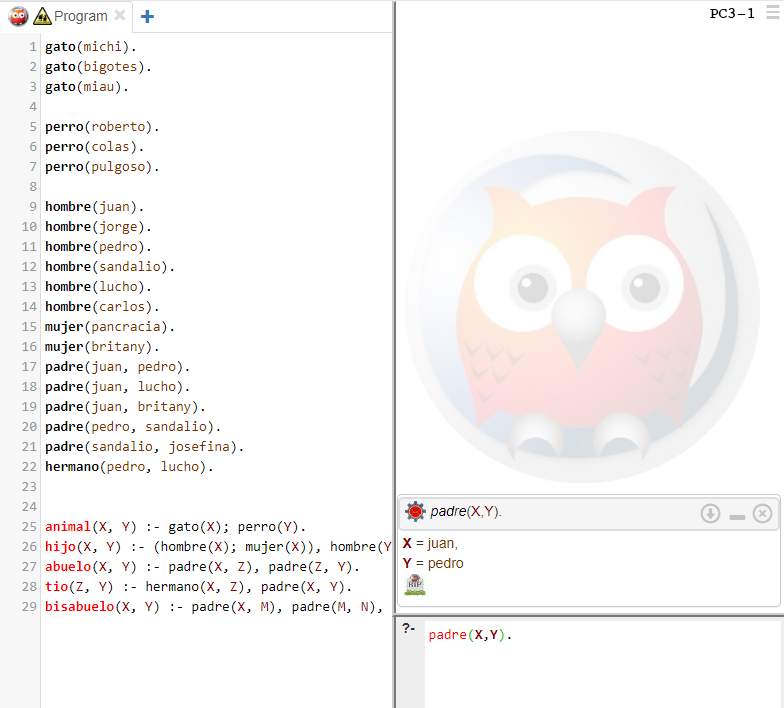 Program
PC3-1
1 gato(michi).
2 gato(bigotes).
3 gato(miau).
4
5 perro(roberto).
6 perro(colas).
7 perro(pulgoso).
8
9 hombre(juan).
10 hombre(jorge).
11 hombre(pedro).
12 hombre(sandalio).
13 hombre(lucho).
14 hombre(carlos).
15 mujer(pancracia).
16 mujer(britany).
17 padre(juan, pedro).
18 padre(juan, lucho).
19 padre(juan, britany).
20 padre(pedro, sandalio).
21 padre(sandalio, josefina).
22 hermano(pedro, lucho).
23
24
25 animal(X, Y) :- gato(X); perro(Y).
26 hijo(X, Y) :- (hombre(X); mujer(X)), hombre(Y
27 abuelo(X, Y) :- padre(X, Z), padre(Z, Y).
28 tio(Z, Y) :- hermano(X, Z), padre(X, Y).
29 bisabuelo(X, Y) :- padre(X, M), padre(M, N),
padre(X,Y).
X = juan,
Y = pedro
RIP
?- padre(X,Y).